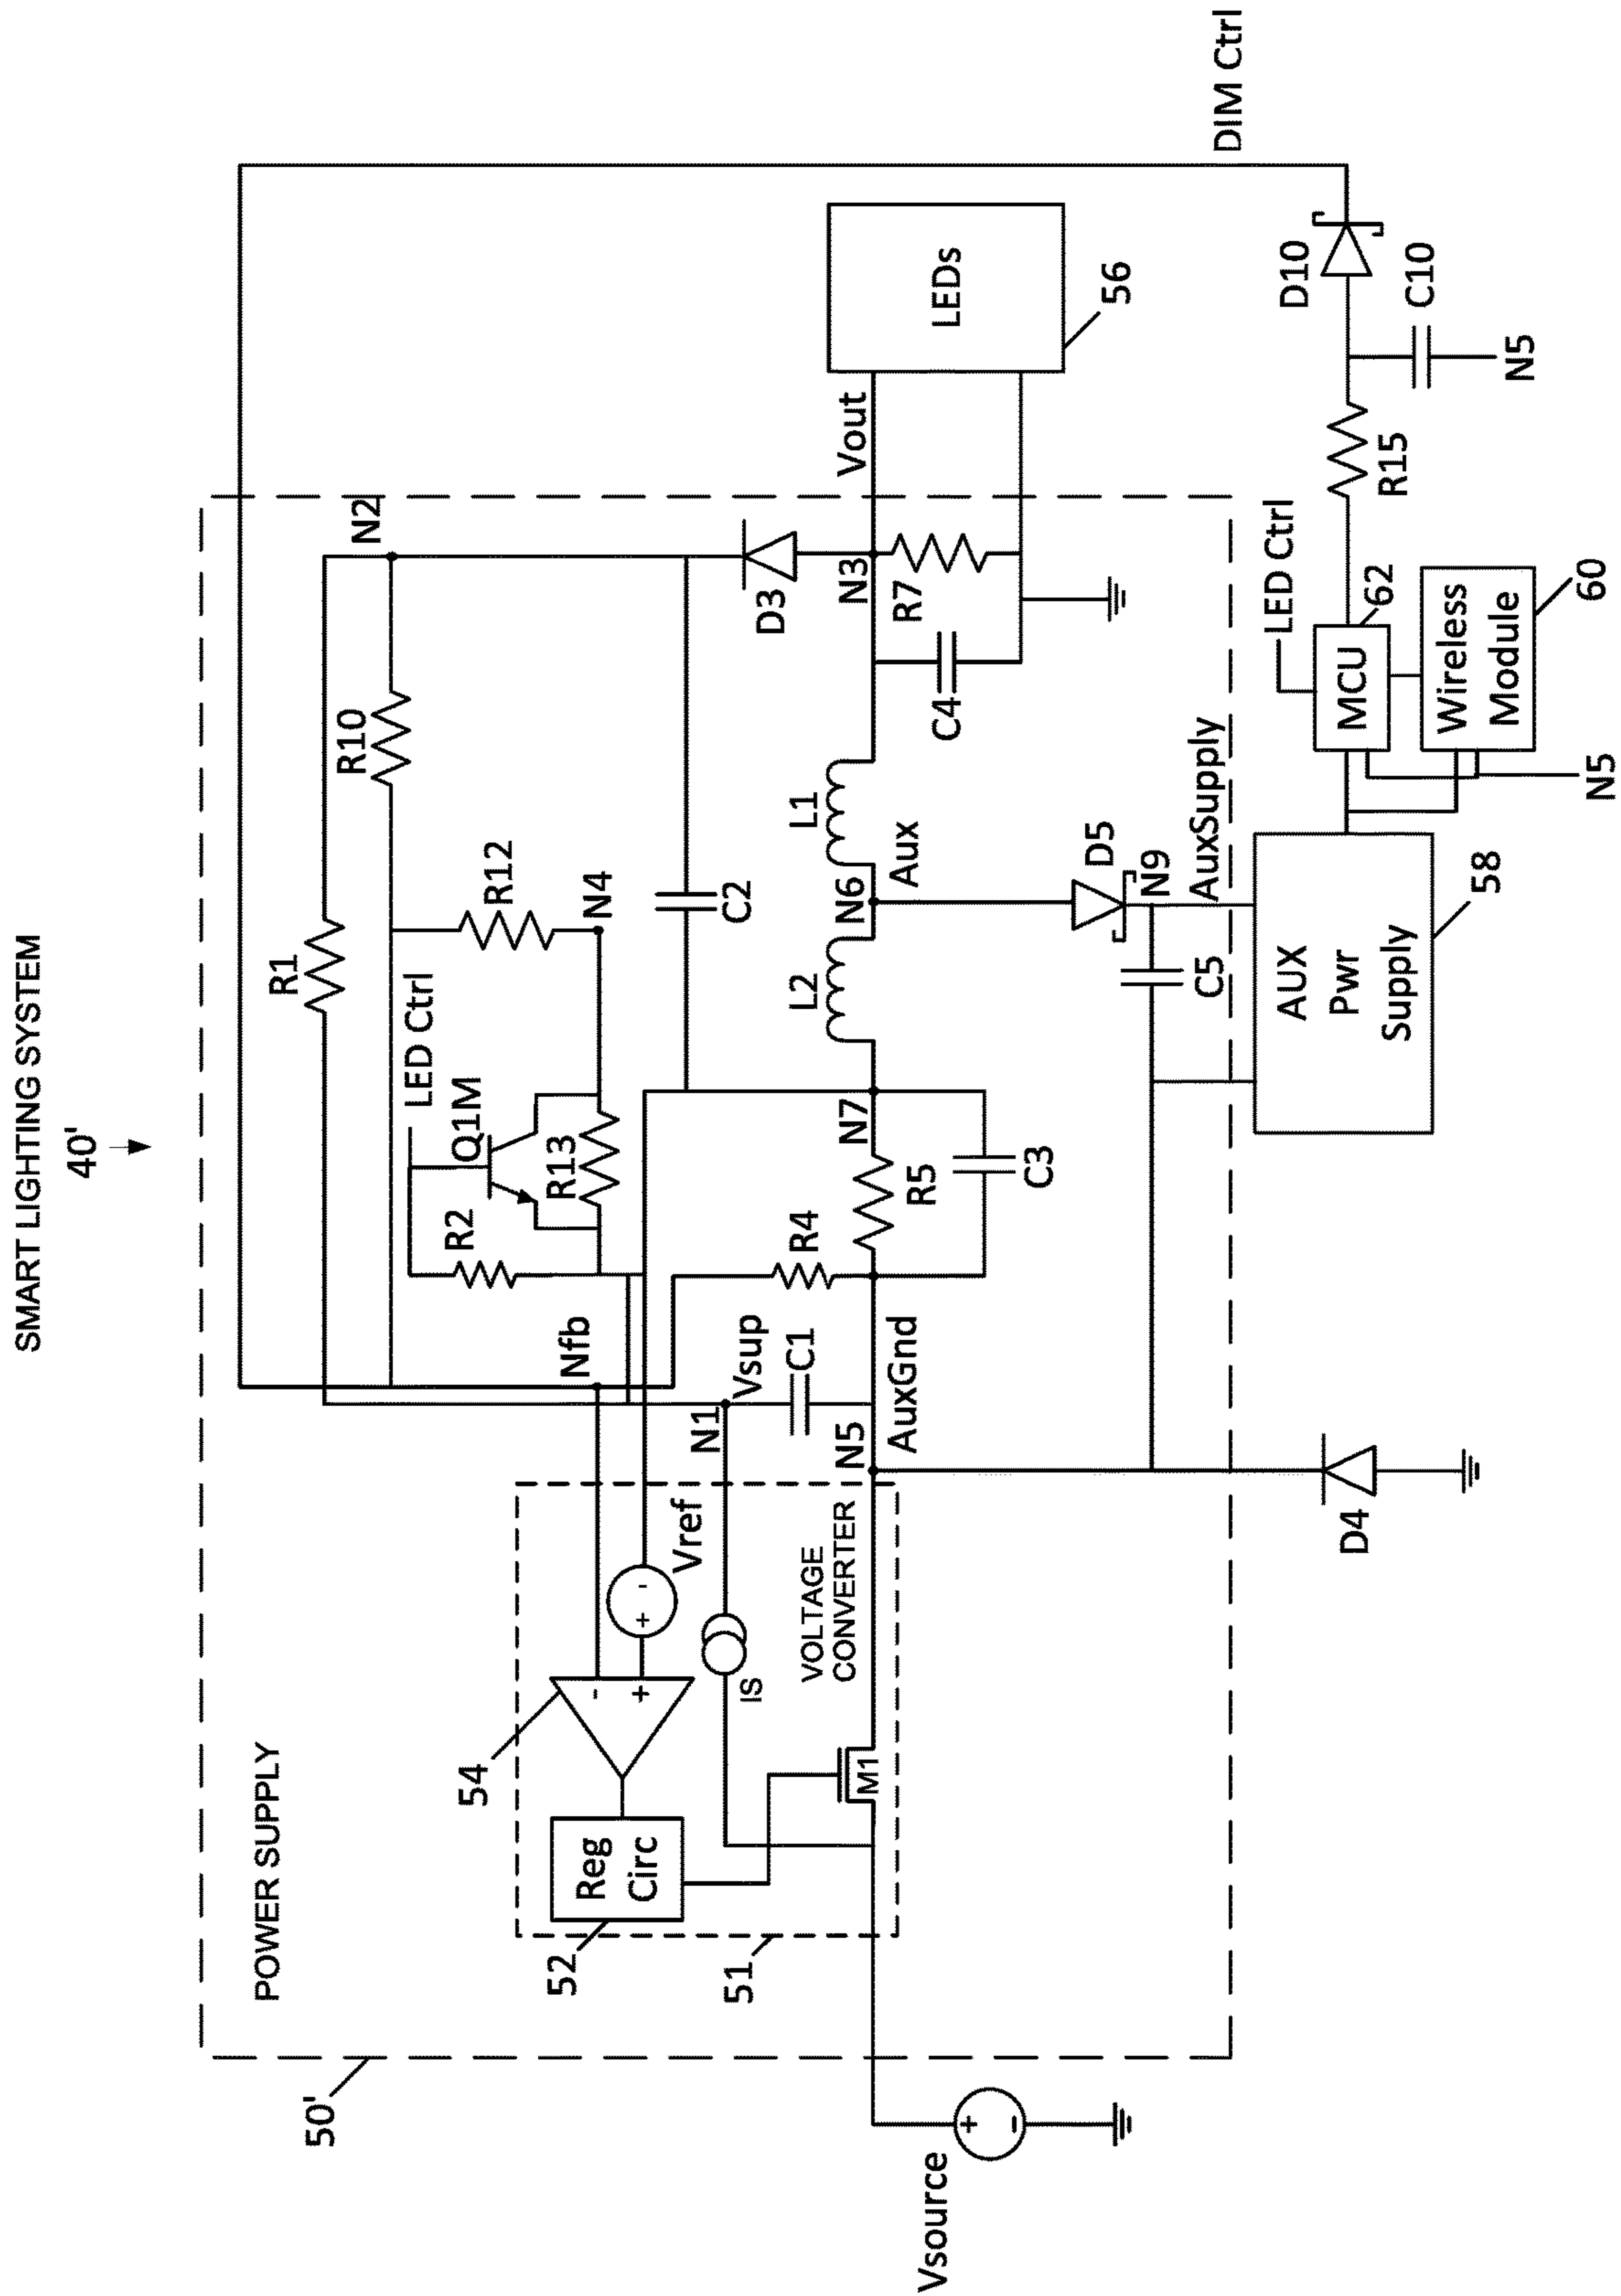 SMART LIGHTING SYSTEM
40'
POWER SUPPLY
50'
R1
N2
R10
R12
N4
LED Ctrl
Q1M
R2
R13
Nfb
C2
D3
54
Reg
Circ
52
-
+
+ -
Vref
IS
VOLTAGE
CONVERTER
M1
51
N1
Vsup
C1
R4
N5
AuxGnd
N7
R5
C3
L2
N6
Aux
L1
C4
N3
R7
Vout
LEDs
56
Vsource
+
-
D4
C5
D5
N9
AuxSupply
AUX
Pwr
Supply
58
LED Ctrl
MCU
62
Wireless
Module
60
N5
R15
D10
C10
N5
DIM Ctrl